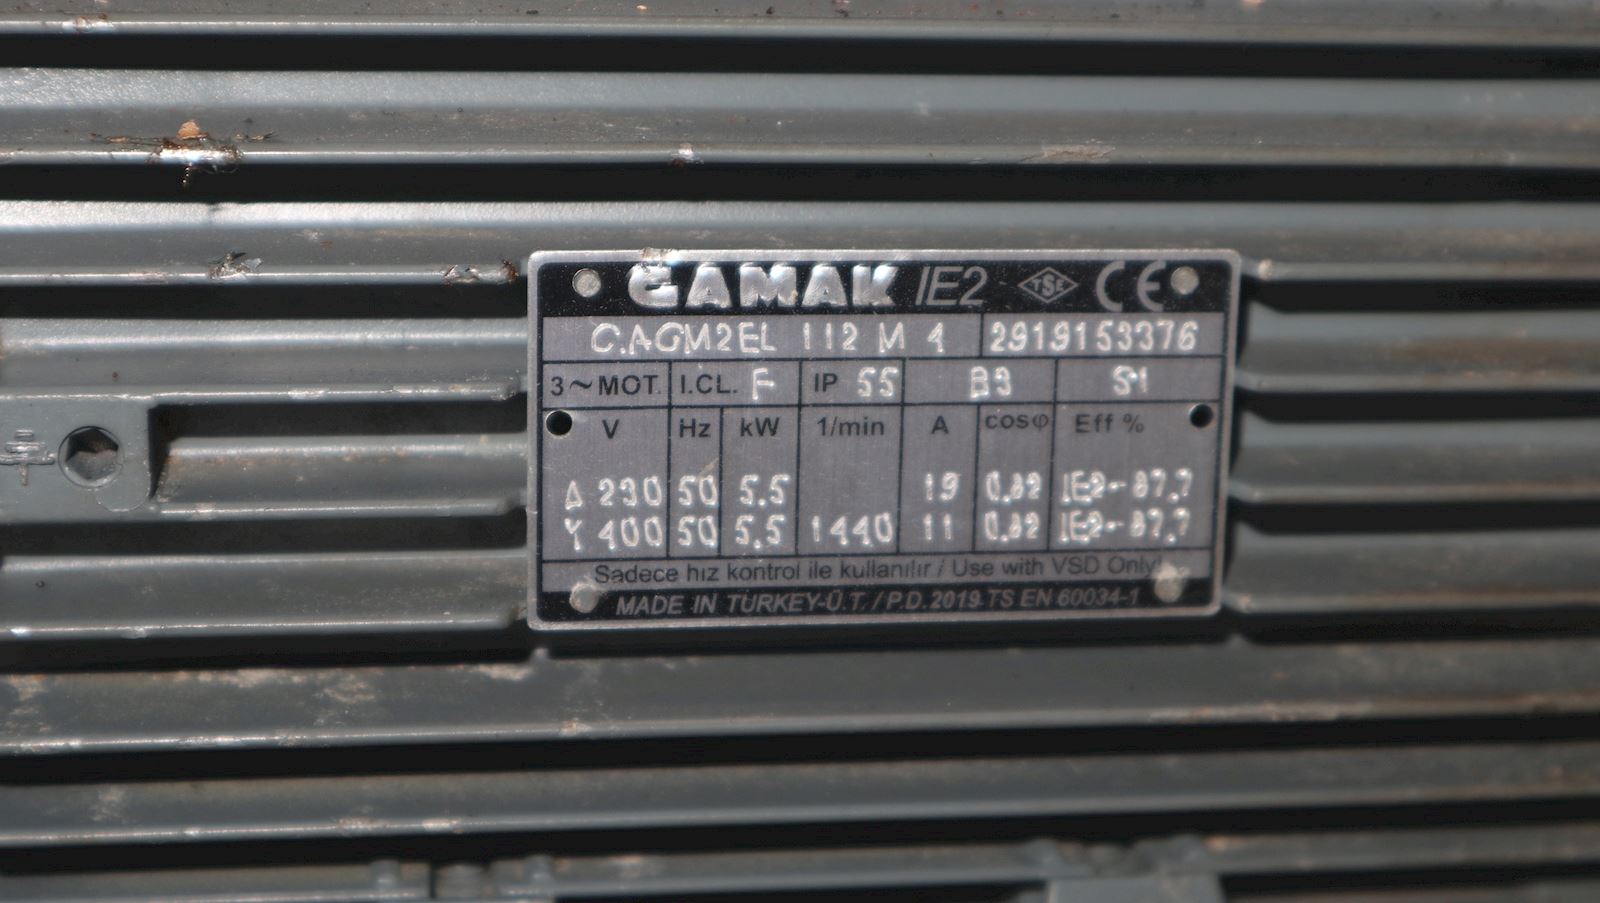 GAMAK IE2 TSE CE
C.AGM2EL 112 M 4 2919153376
3~MOT. I.CL. F IP 55 B3 S1
V Hz kW 1/min A cosφ Eff %
Δ 230 50 5.5 19 0.82 IE2-87.7
Y 400 50 5.5 1440 11 0.82 IE2-87.7
Sadece hız kontrol ile kullanılır / Use with VSD Only!
MADE IN TURKEY-Ü.T. / P.D. 2019 TS EN 60034-1